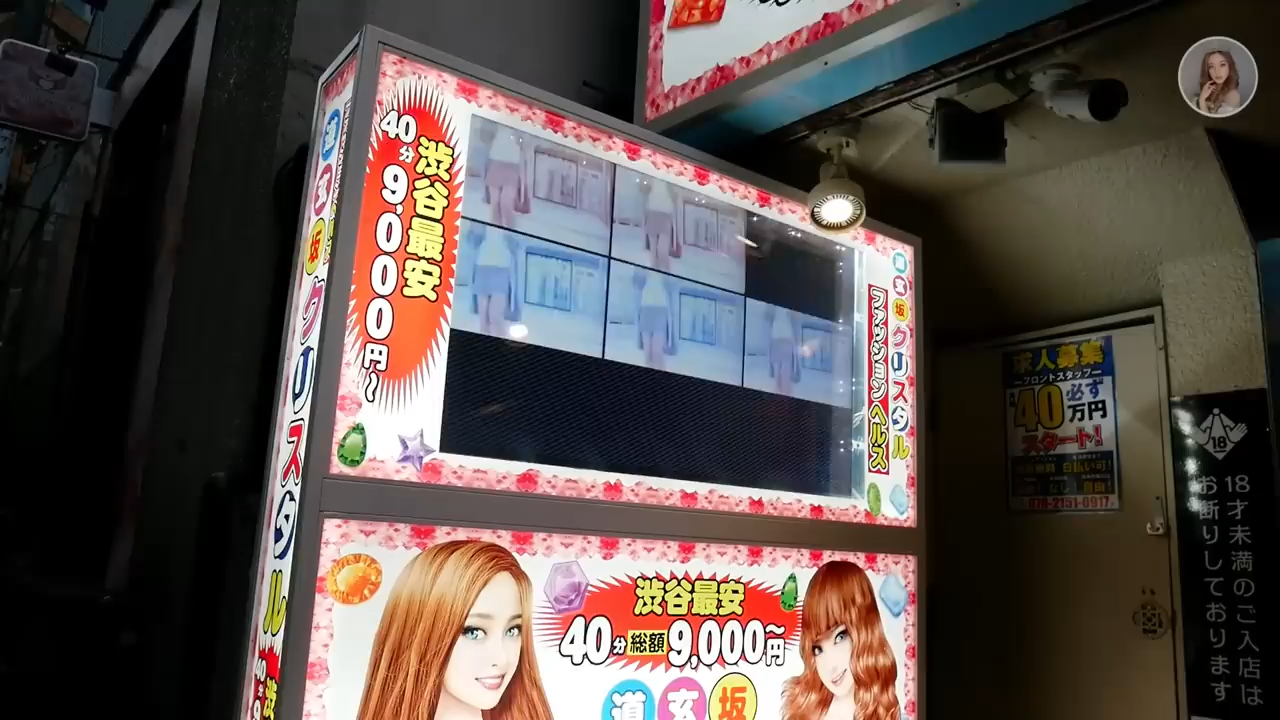 道玄坂クリスタル
40分
渋谷最安
40分
9,000円~
道玄坂クリスタル
ファッションヘルス
渋谷最安
40分総額9,000円~
道玄坂
求人募集
フロントスタッフ
必ず
40万円
スタート!
日払い可!
18
18才未満のご入店は
お断りしております